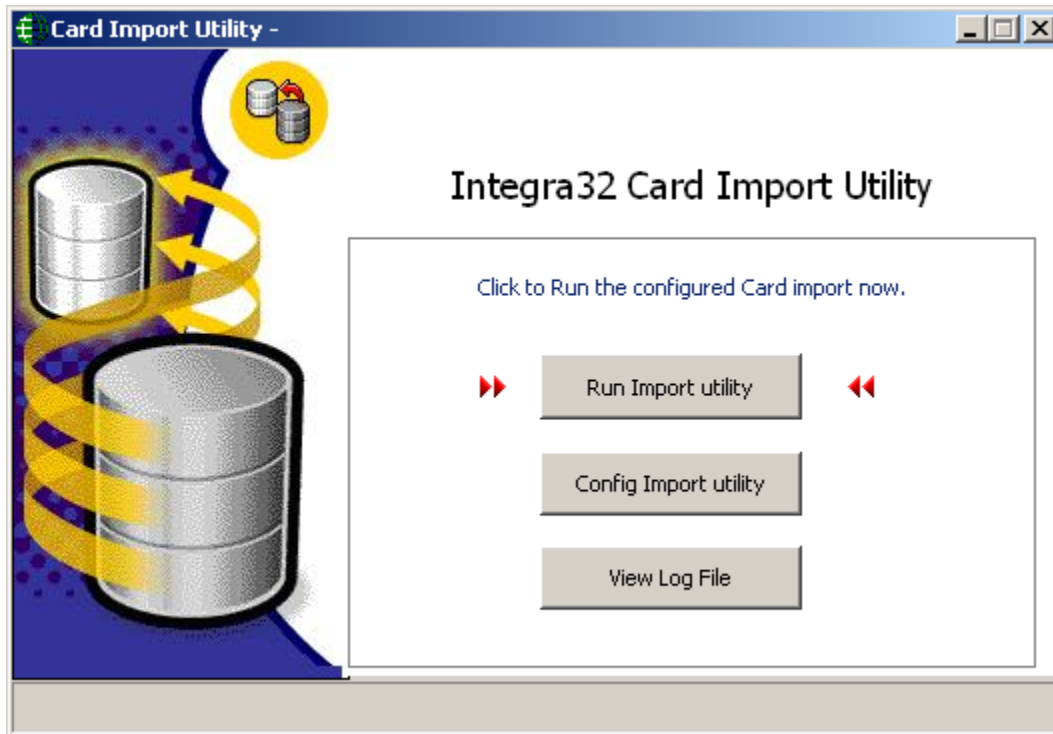 Card Import Utility -
Integra32 Card Import Utility
Click to Run the configured Card import now.
Run Import utility
Config Import utility
View Log File